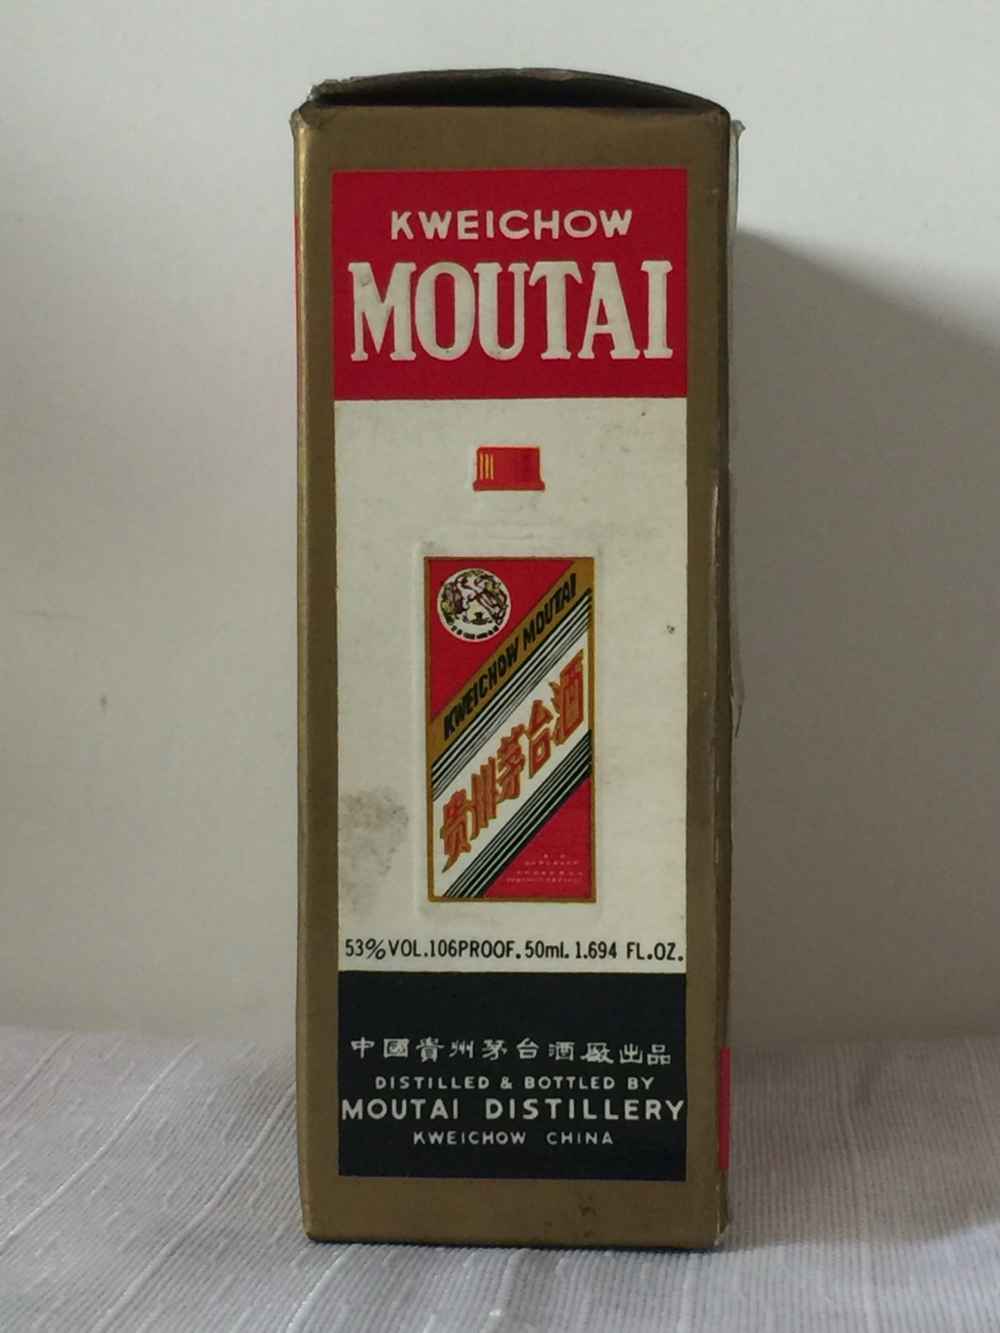 KWEICHOW
MOUTAI
KWEICHOW MOUTAI
贵州茅台酒
53%VOL.106PROOF.50ml.1.694 FL.OZ.
中國貴州茅台酒廠出品
DISTILLED & BOTTLED BY
MOUTAI DISTILLERY
KWEICHOW CHINA